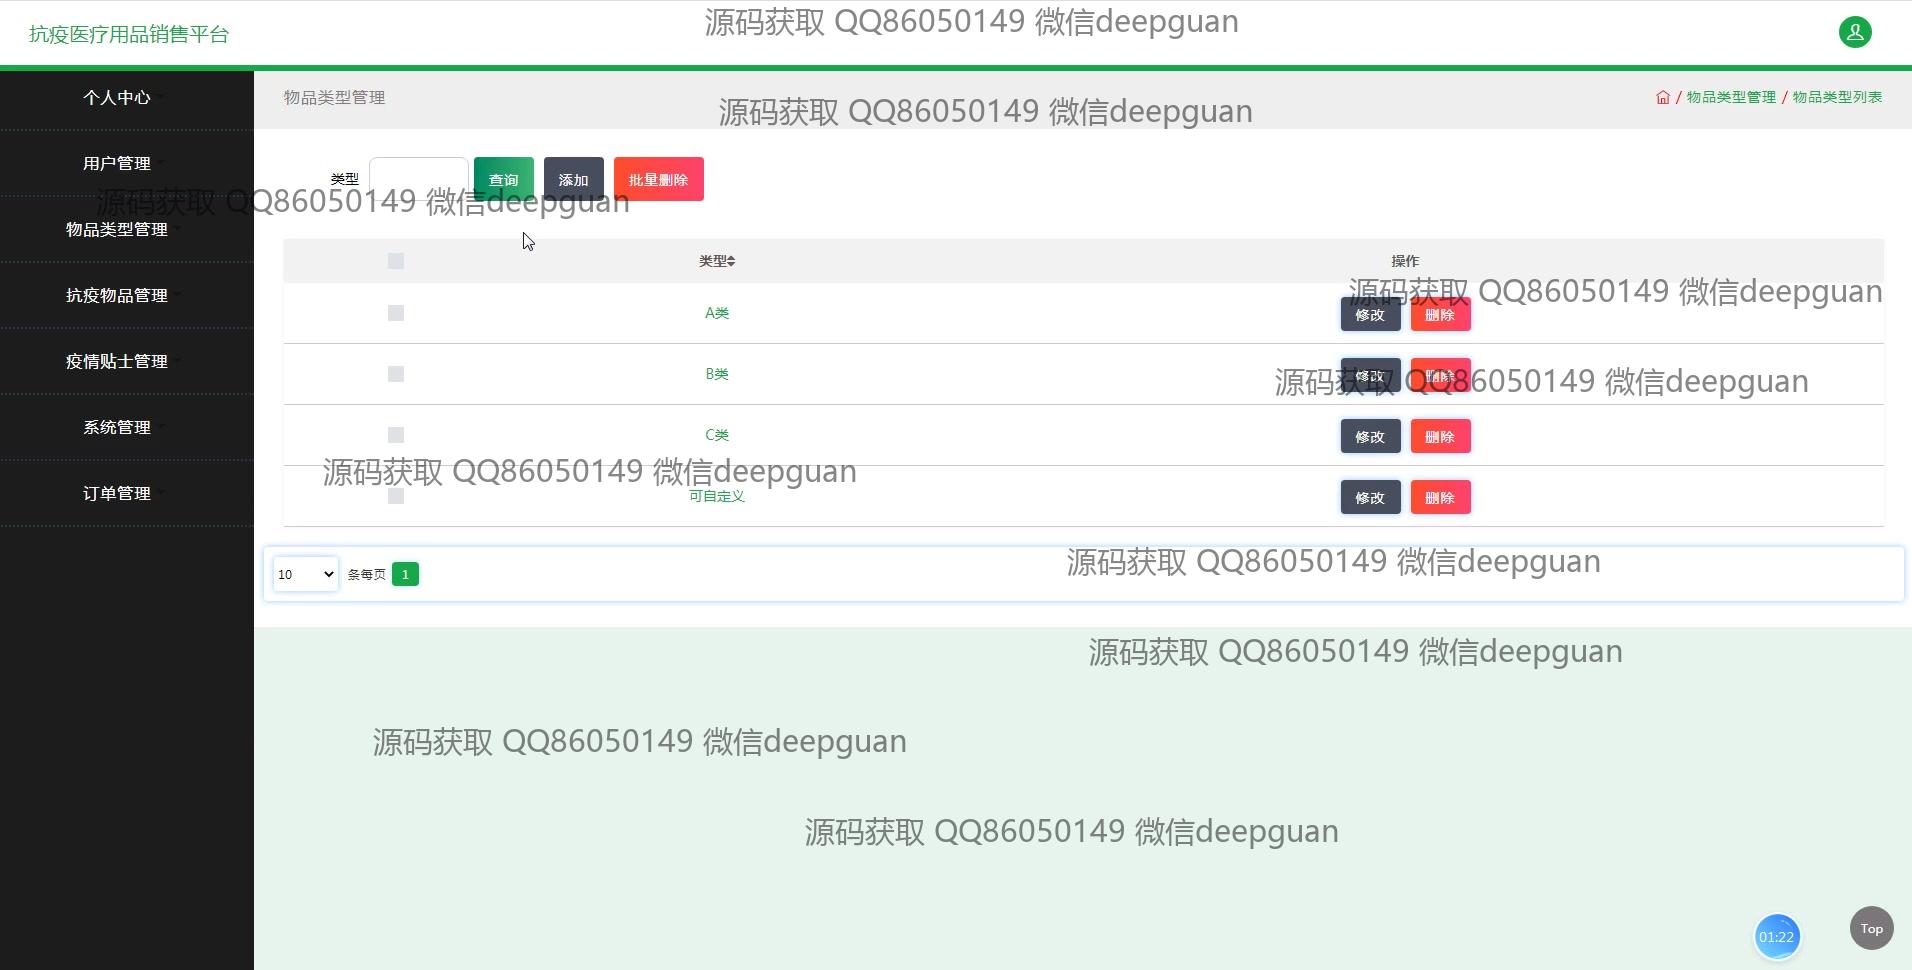 源码获取 QQ86050149 微信deepguan
抗疫医疗用品销售平台
个人中心
物品类型管理
/ 物品类型管理 / 物品类型列表
源码获取 QQ86050149 微信deepguan
用户管理
类型
查询
添加
批量删除
源码获取 QQ86050149 微信deepguan
物品类型管理
类型
操作
抗疫物品管理
源码获取 QQ86050149 微信deepguan
A类
修改
删除
疫情贴士管理
B类
修改
删除
源码获取 QQ86050149 微信deepguan
系统管理
C类
修改
删除
源码获取 QQ86050149 微信deepguan
订单管理
可自定义
修改
删除
源码获取 QQ86050149 微信deepguan
10 条每页 1
源码获取 QQ86050149 微信deepguan
源码获取 QQ86050149 微信deepguan
源码获取 QQ86050149 微信deepguan
01:22
Top